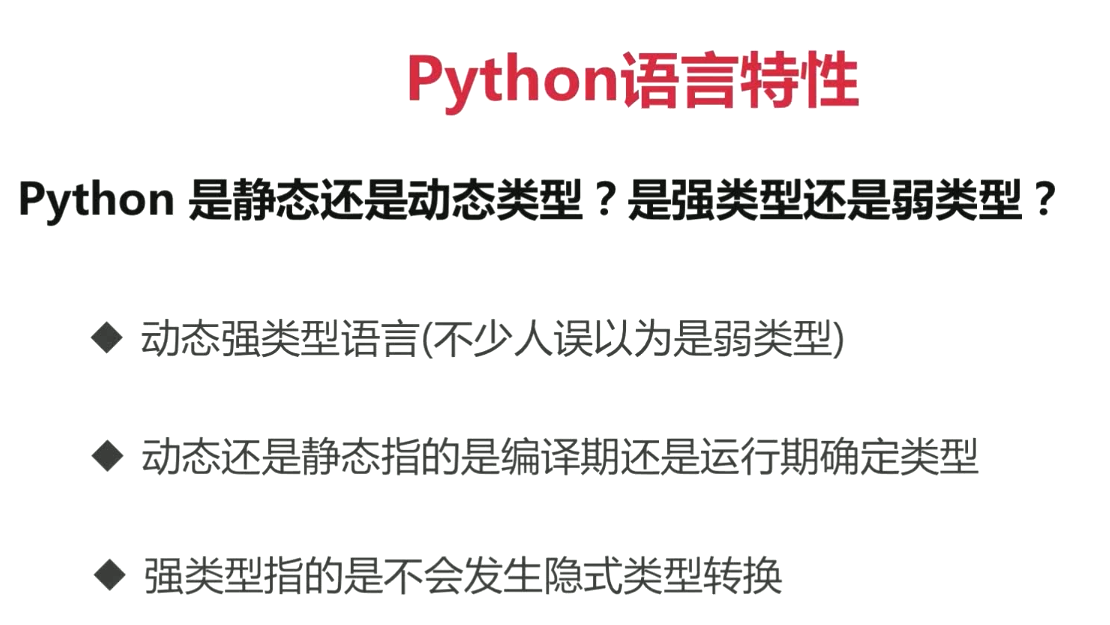 Python语言特性
Python 是静态还是动态类型？是强类型还是弱类型？
◆ 动态强类型语言(不少人误以为是弱类型)
◆ 动态还是静态指的是编译期还是运行期确定类型
◆ 强类型指的是不会发生隐式类型转换